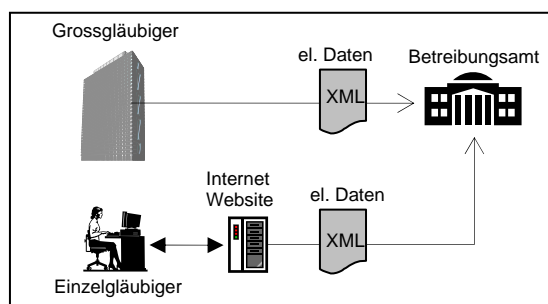 Grossgläubiger
el. Daten
Betreibungsamt
XML
Internet
Website
el. Daten
XML
Einzelgläubiger